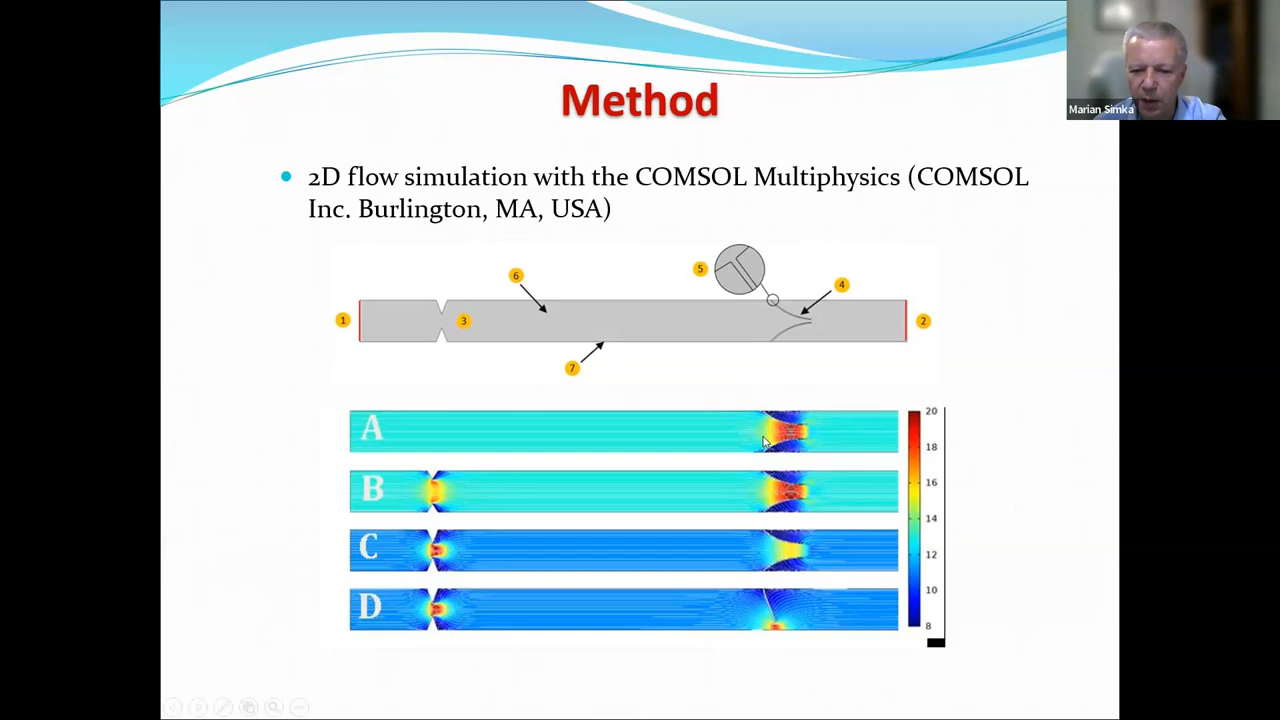 Marian Simka
Method
2D flow simulation with the COMSOL Multiphysics (COMSOL
Inc. Burlington, MA, USA)
5
6
4
1
3
2
7
A
B
C
D
20
18
16
14
12
10
8